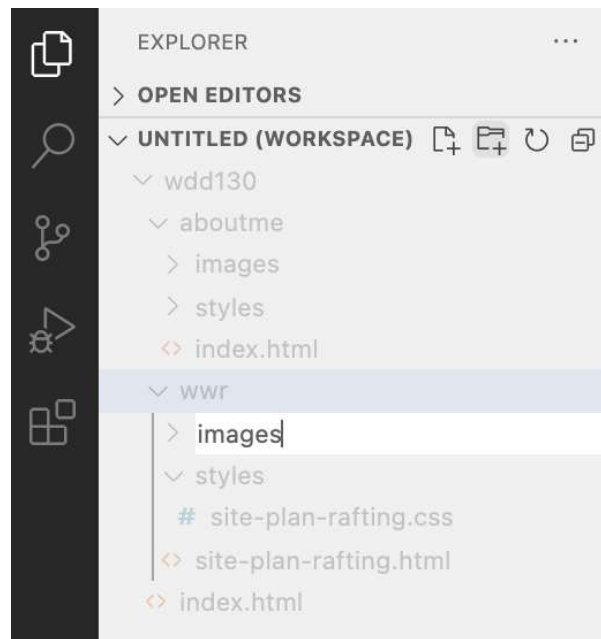 EXPLORER
OPEN EDITORS
UNTITLED (WORKSPACE)
wdd130
aboutme
images
styles
index.html
wwr
images
styles
# site-plan-rafting.css
<> site-plan-rafting.html
<> index.html